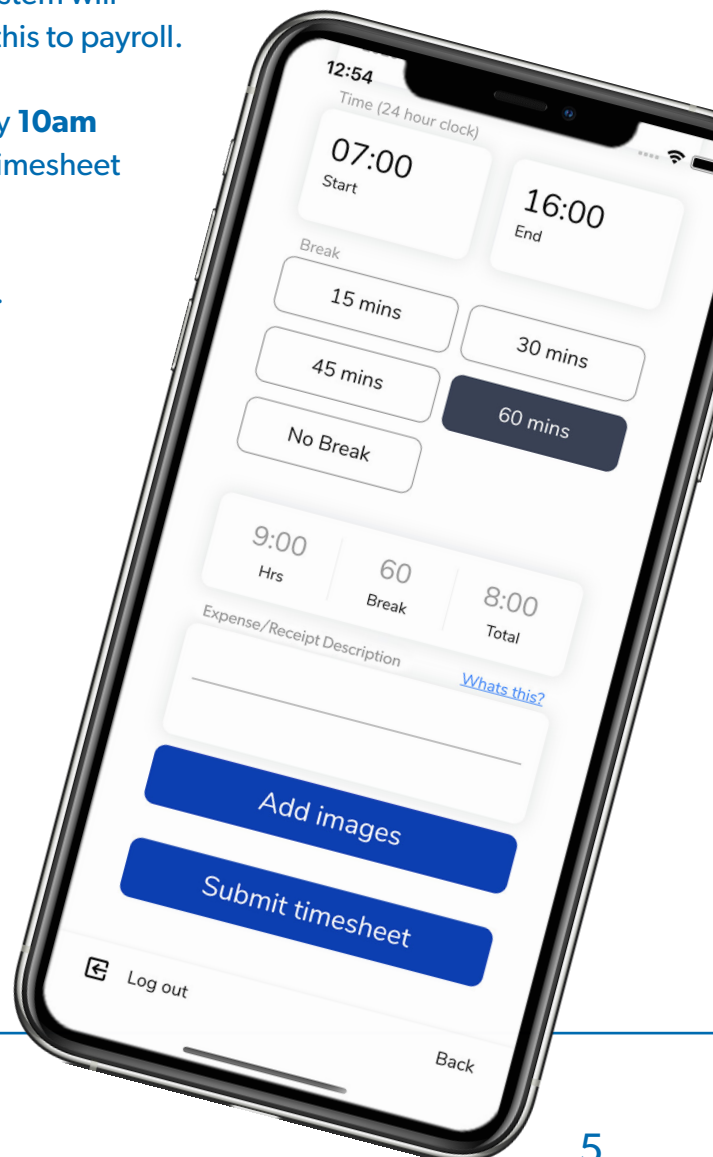 stem will
this to payroll.
y 10am
imesheet
.
12:54
Time (24 hour clock)
07:00
Start
16:00
End
Break
15 mins
30 mins
45 mins
60 mins
No Break
9:00
Hrs
60
Break
8:00
Total
Expense/Receipt Description
Whats this?
Add images
Submit timesheet
Log out
Back
5